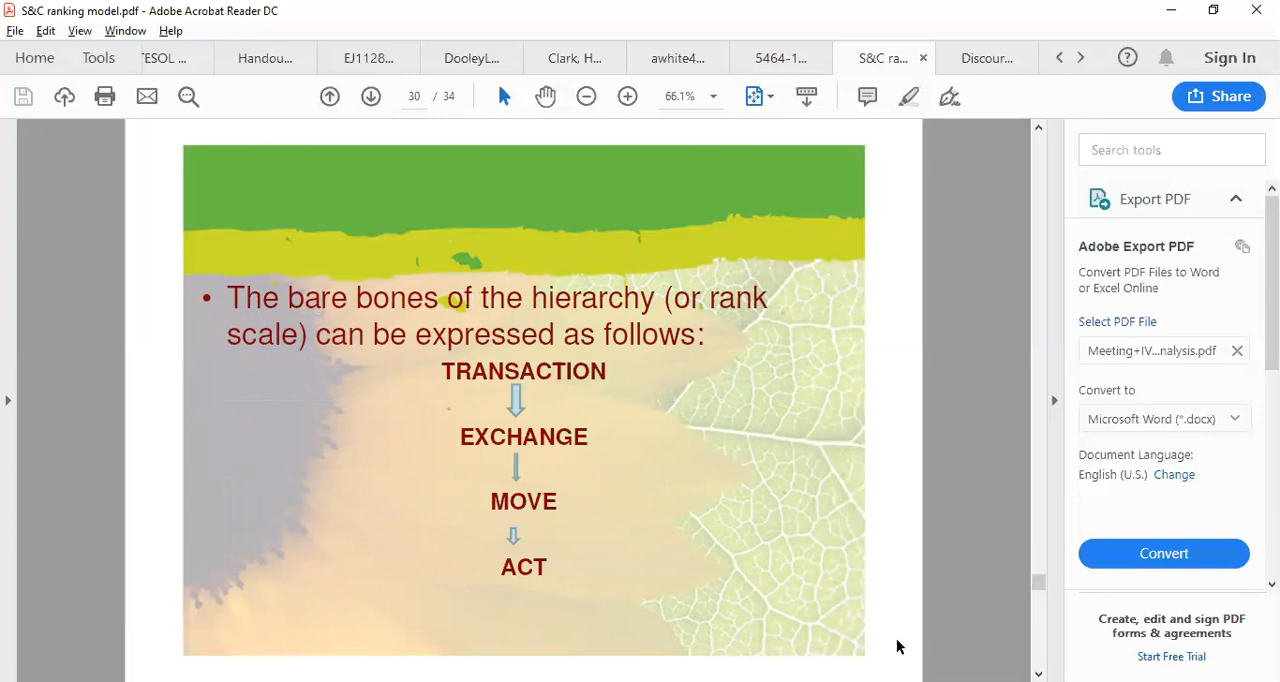 S&C ranking model.pdf - Adobe Acrobat Reader DC
File Edit View Window Help
Home Tools TESOL ... Handou... EJ1128... DooleyL... Clark, H... awhite4... 5464-1... S&C ra... Discour... Sign In
30 / 34 66.1% Share
Search tools
Export PDF
• The bare bones of the hierarchy (or rank
scale) can be expressed as follows:
TRANSACTION
EXCHANGE
MOVE
ACT
Adobe Export PDF
Convert PDF Files to Word
or Excel Online
Select PDF File
Meeting+IV...nalysis.pdf
Convert to
Microsoft Word (*.docx)
Document Language:
English (U.S.) Change
Convert
Create, edit and sign PDF
forms & agreements
Start Free Trial